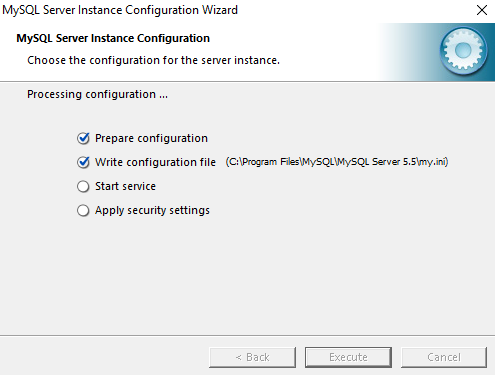 MySQL Server Instance Configuration Wizard
MySQL Server Instance Configuration
Choose the configuration for the server instance.
Processing configuration ...
Prepare configuration
Write configuration file (C:\Program Files\MySQL\MySQL Server 5.5\my.ini)
Start service
Apply security settings
< Back Execute Cancel